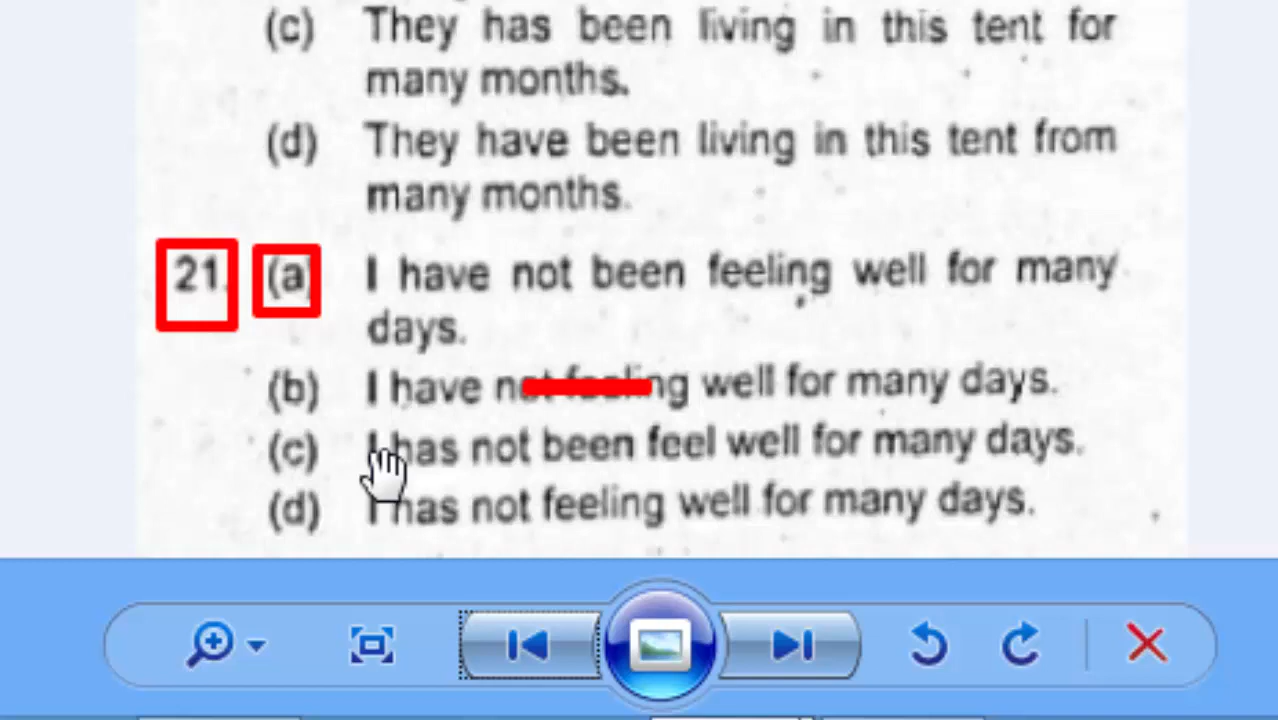 (c) They has been living in this tent for
many months.
(d) They have been living in this tent from
many months.
21. (a) I have not been feeling well for many
days.
(b) I have not feeling well for many days.
(c) I has not been feel well for many days.
(d) I has not feeling well for many days.